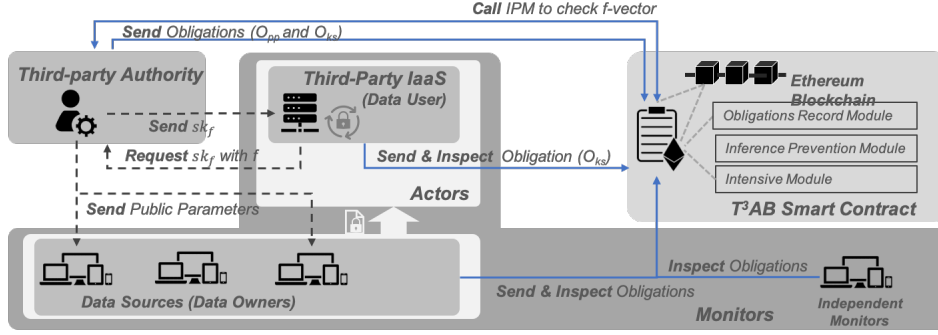 Call IPM to check f-vector
Send Obligations (Opp and Oks)
Third-party Authority
Third-Party IaaS
(Data User)
Ethereum
Blockchain
Obligations Record Module
Send skf
Request skf with f
Send & Inspect Obligation (Oks)
Inference Prevention Module
Intensive Module
Actors
T³AB Smart Contract
Send Public Parameters
Inspect Obligations
Send & Inspect Obligations
Data Sources (Data Owners)
Independent
Monitors
Monitors